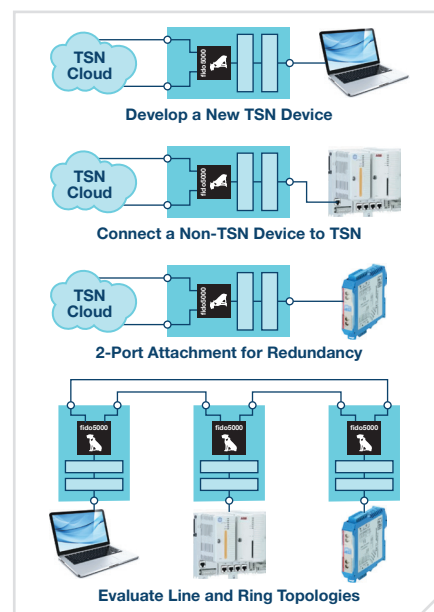 TSN
Cloud
fido5000
Develop a New TSN Device
TSN
Cloud
fido5000
Connect a Non-TSN Device to TSN
TSN
Cloud
fido5000
2-Port Attachment for Redundancy
fido5000
fido5000
fido5000
Evaluate Line and Ring Topologies